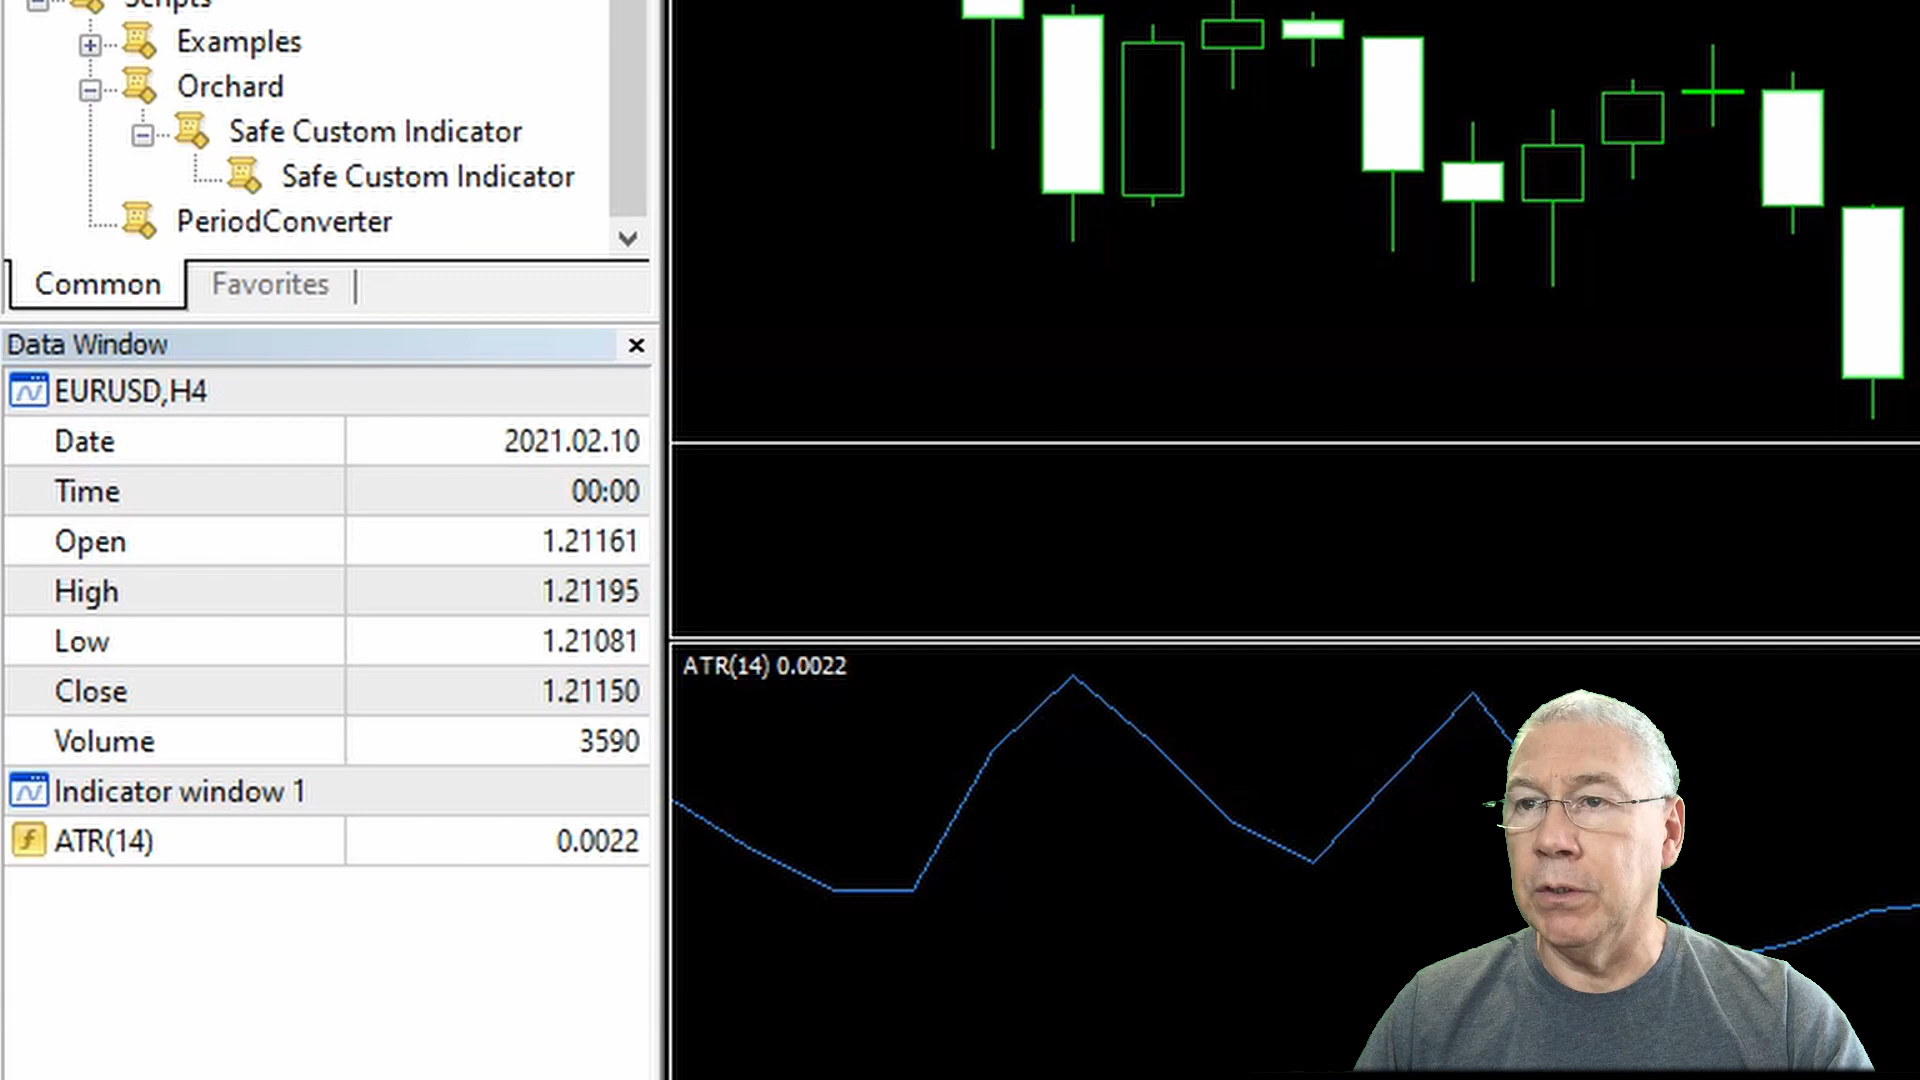 Scripts
Examples
Orchard
Safe Custom Indicator
Safe Custom Indicator
PeriodConverter
Common Favorites
Data Window
EURUSD,H4
Date 2021.02.10
Time 00:00
Open 1.21161
High 1.21195
Low 1.21081
Close 1.21150
Volume 3590
Indicator window 1
ATR(14) 0.0022
ATR(14) 0.0022